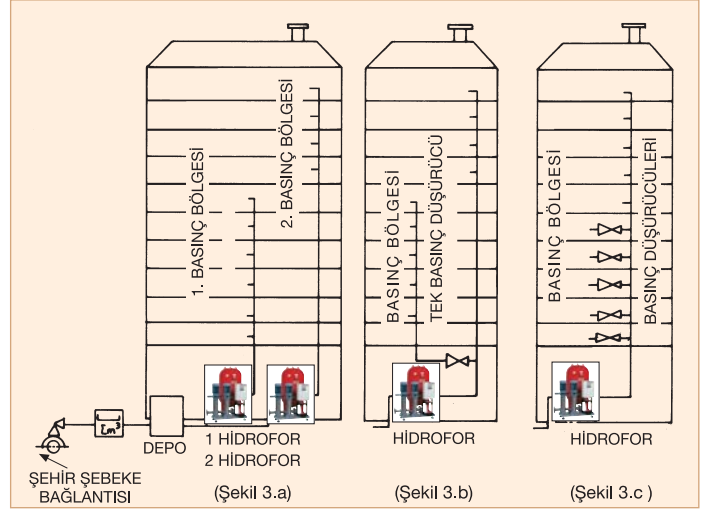 1. BASINÇ BÖLGESİ
2. BASINÇ BÖLGESİ
BASINÇ BÖLGESİ
TEK BASINÇ DÜŞÜRÜCÜ
BASINÇ BÖLGESİ
BASINÇ DÜŞÜRÜCÜLERİ
Σm³
DEPO
1 HİDROFOR
2 HİDROFOR
HİDROFOR
HİDROFOR
ŞEHİR ŞEBEKE
BAĞLANTISI
(Şekil 3.a)
(Şekil 3.b)
(Şekil 3.c )